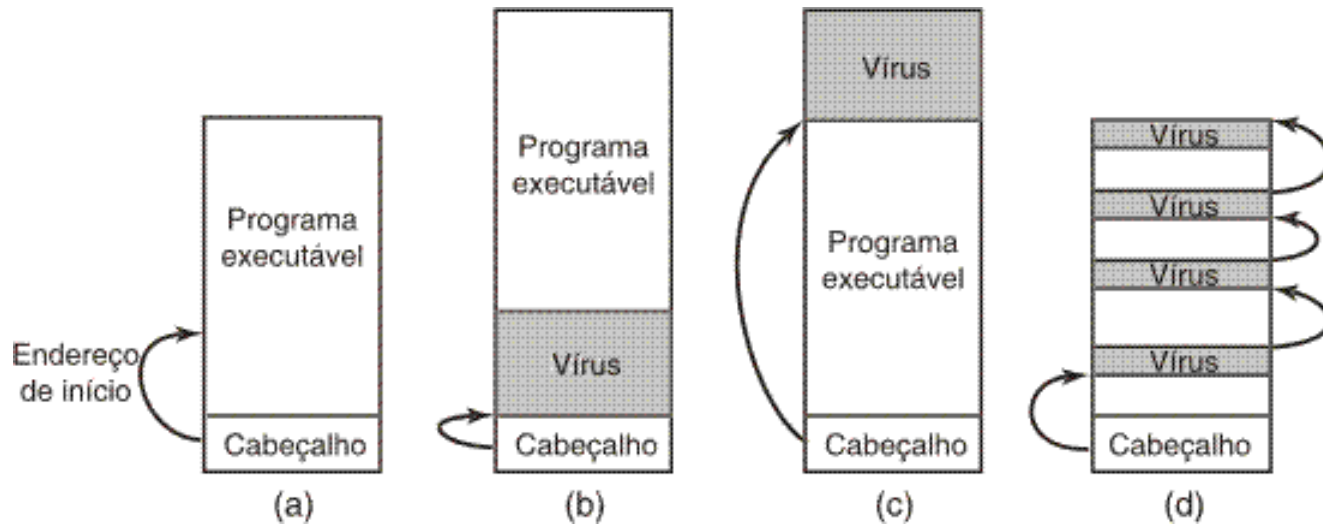 Programa
executável
Endereço
de início
Cabeçalho
(a)
Programa
executável
Vírus
Cabeçalho
(b)
Vírus
Programa
executável
Cabeçalho
(c)
Vírus
Vírus
Vírus
Vírus
Cabeçalho
(d)